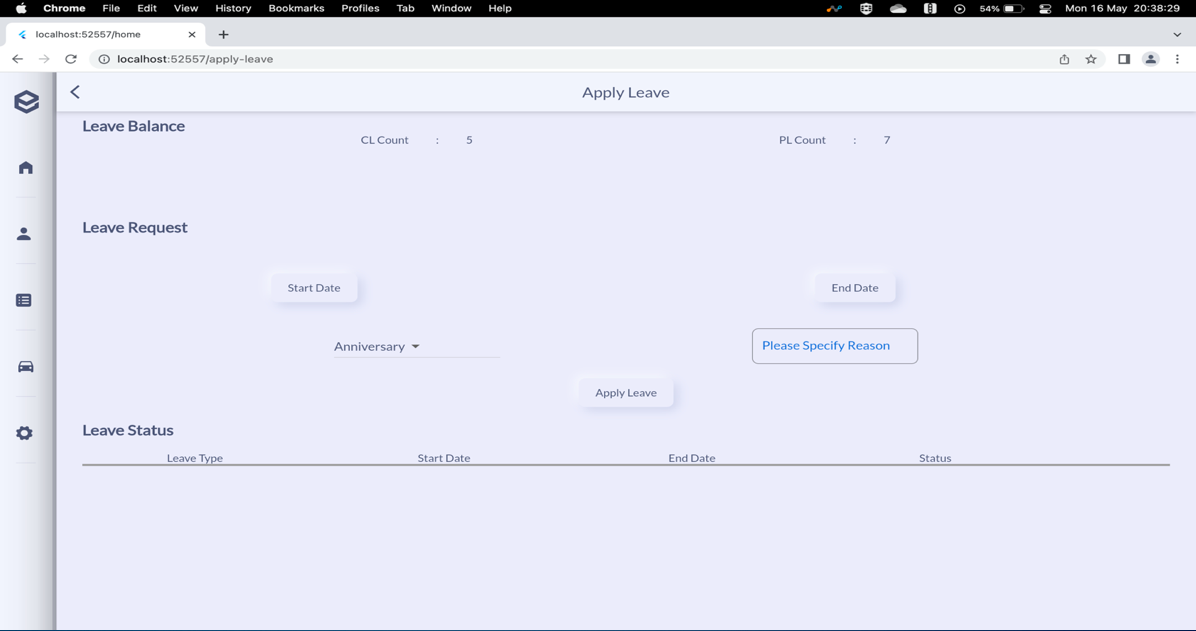 Chrome File Edit View History Bookmarks Profiles Tab Window Help 54% Mon 16 May 20:38:29
localhost:52557/home
localhost:52557/apply-leave
Apply Leave
Leave Balance
CL Count : 5 PL Count : 7
Leave Request
Start Date End Date
Anniversary Please Specify Reason
Apply Leave
Leave Status
Leave Type Start Date End Date Status